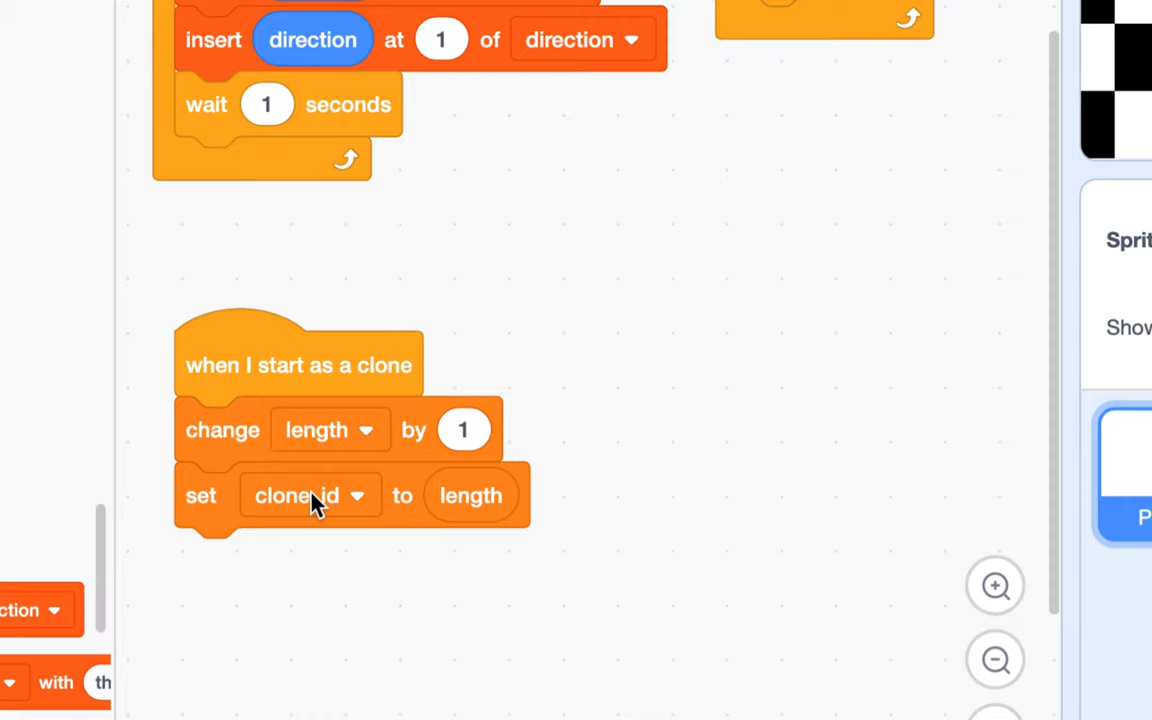 insert direction at 1 of direction
wait 1 seconds
Sprit
Show
when I start as a clone
change length by 1
set clone id to length
P
ction
with th